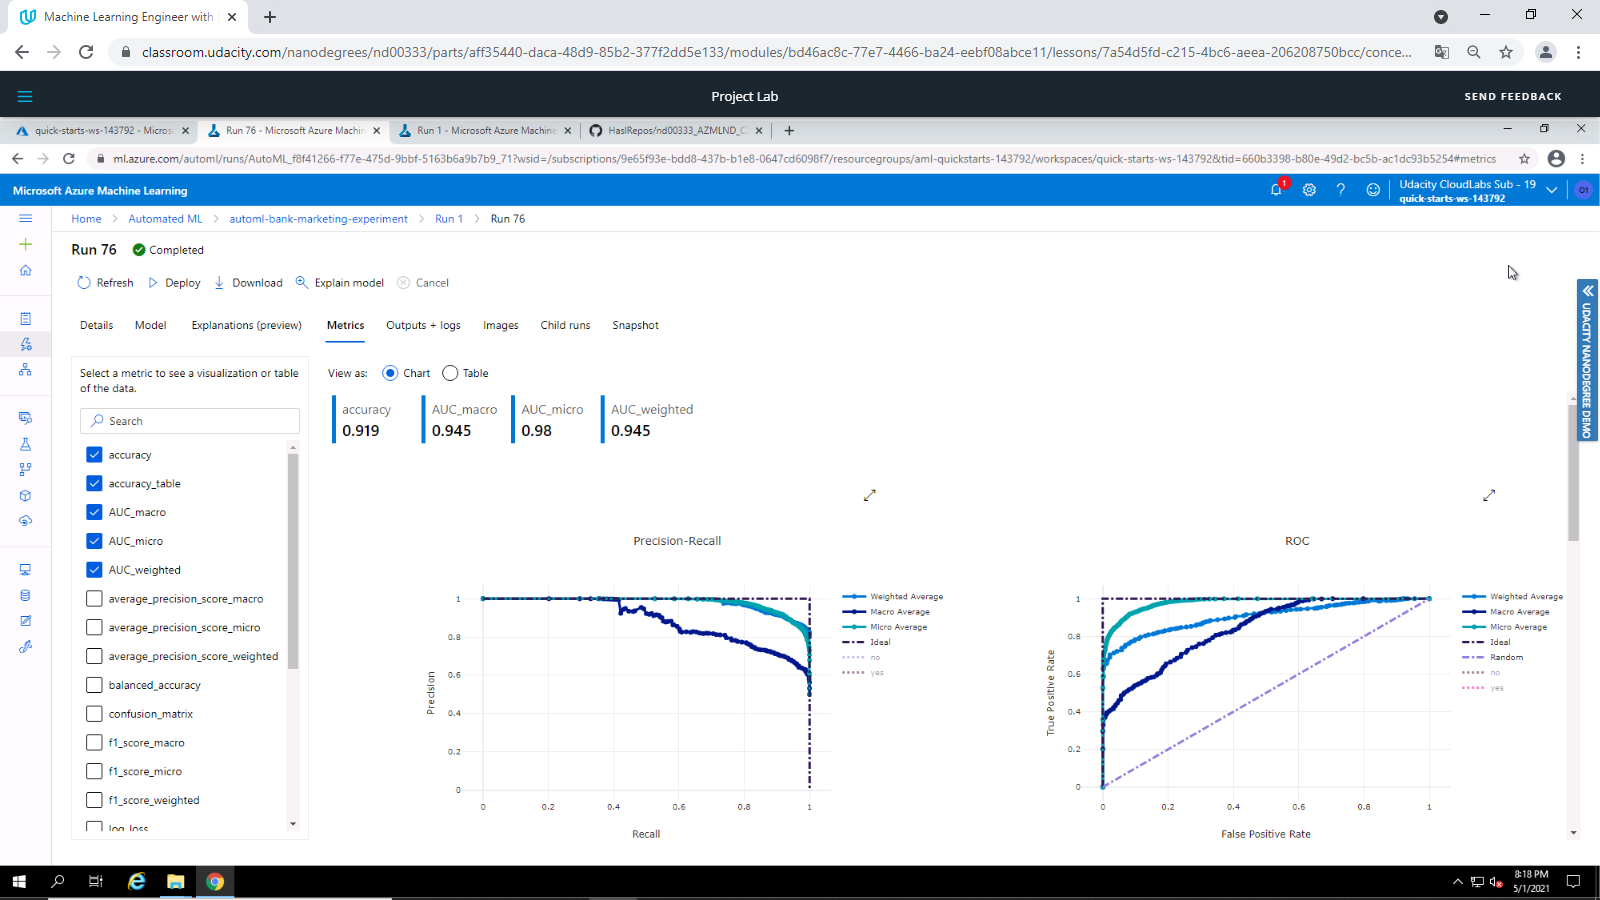 Machine Learning Engineer with
classroom.udacity.com/nanodegrees/nd00333/parts/aff35440-daca-48d9-85b2-377f2dd5e133/modules/bd46ac8c-77e7-4466-ba24-eebf08abce11/lessons/7a54d5fd-c215-4bc6-aeea-206208750bcc/conce...
Project Lab
SEND FEEDBACK
quick-starts-ws-143792 - Micros
Run 76 - Microsoft Azure Machin
Run 1 - Microsoft Azure Machine
HaslRepos/nd00333_AZMLND_C
ml.azure.com/automl/runs/AutoML_f8f41266-f77e-475d-9bbf-5163b6a9b7b9_71?wsid=/subscriptions/9e65f93e-bdd8-437b-b1e8-0647cd6098f7/resourcegroups/aml-quickstarts-143792/workspaces/quick-starts-ws-143792&tid=660b3398-b80e-49d2-bc5b-ac1dc93b5254#metrics
Microsoft Azure Machine Learning
1
Udacity CloudLabs Sub - 19
quick-starts-ws-143792
O1
Home > Automated ML > automl-bank-marketing-experiment > Run 1 > Run 76
Run 76 Completed
Refresh Deploy Download Explain model Cancel
Details Model Explanations (preview) Metrics Outputs + logs Images Child runs Snapshot
UDACITY NANODEGREE DEMO
Select a metric to see a visualization or table
of the data.
Search
accuracy
accuracy_table
AUC_macro
AUC_micro
AUC_weighted
average_precision_score_macro
average_precision_score_micro
average_precision_score_weighted
balanced_accuracy
confusion_matrix
f1_score_macro
f1_score_micro
f1_score_weighted
log_loss
View as: Chart Table
accuracy AUC_macro AUC_micro AUC_weighted
0.919 0.945 0.98 0.945
Precision-Recall
Precision
1
0.8
0.6
0.4
0.2
0
0 0.2 0.4 0.6 0.8 1
Recall
Weighted Average
Macro Average
Micro Average
Ideal
no
yes
ROC
True Positive Rate
1
0.8
0.6
0.4
0.2
0
0 0.2 0.4 0.6 0.8 1
False Positive Rate
Weighted Average
Macro Average
Micro Average
Ideal
Random
no
yes
8:18 PM
5/1/2021